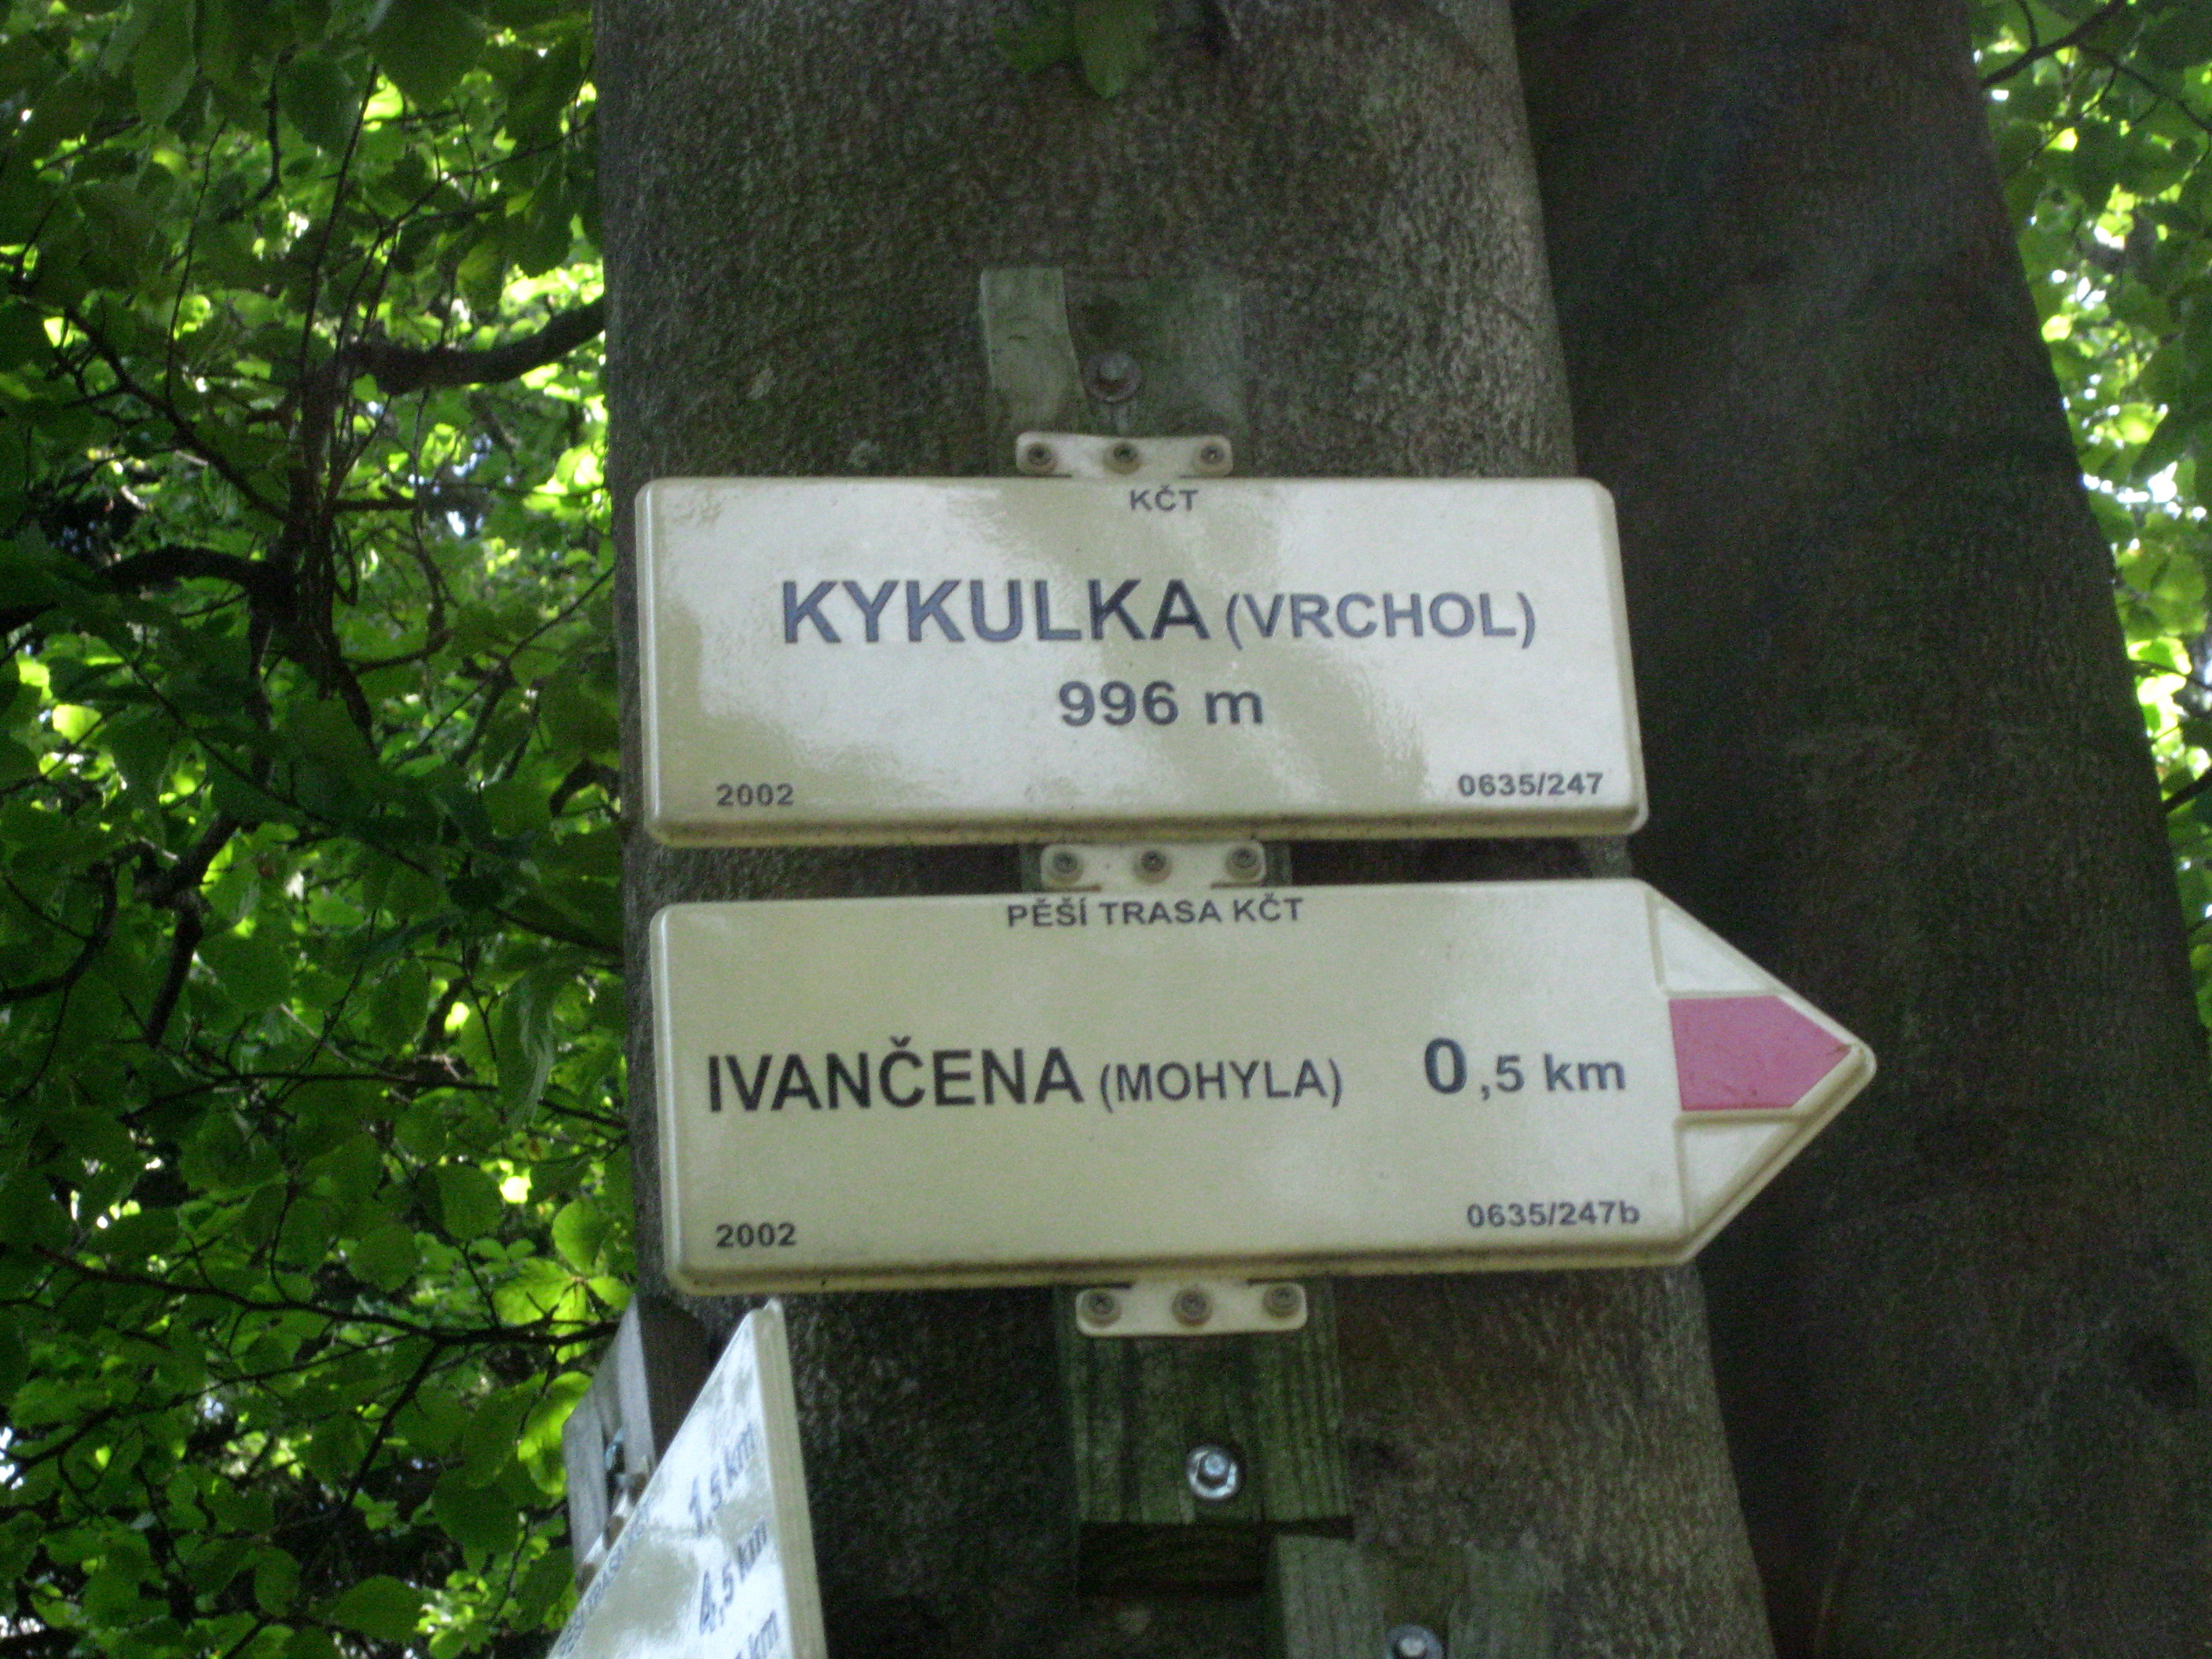 KČT
KYKULKA (VRCHOL)
996 m
2002 0635/247
PĚŠÍ TRASA KČT
IVANČENA (MOHYLA) 0,5 km
2002 0635/247b
1,5 km
4,5 km
km